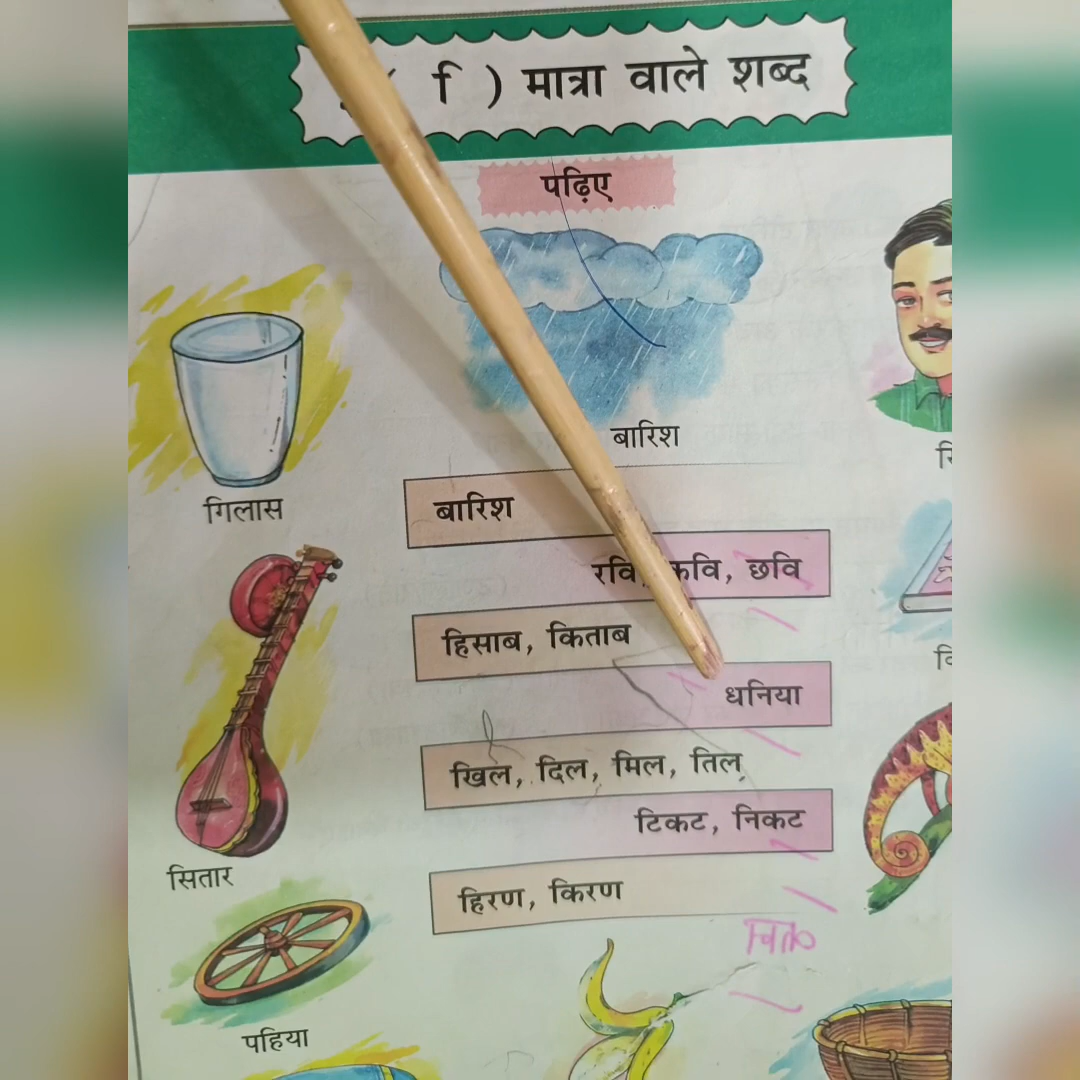 ( ि ) मात्रा वाले शब्द
पढ़िए
बारिश
गिलास
बारिश
रवि, कवि, छवि
हिसाब, किताब
धनिया
खिल, दिल, मिल, तिल,
टिकट, निकट
सितार
हिरण, किरण
पहिया